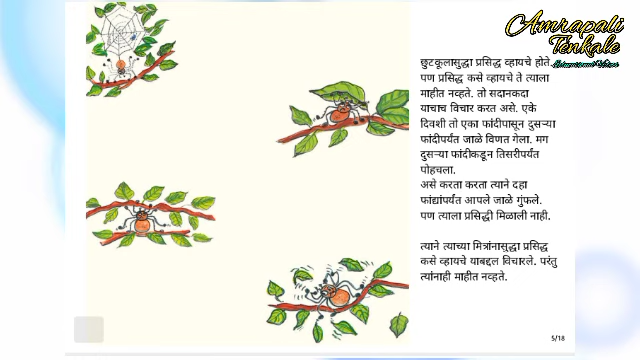 Amrapali
Tenkale
छुटकूलासुद्धा प्रसिद्ध व्हायचे होते.
पण प्रसिद्ध कसे व्हायचे ते त्याला
माहीत नव्हते. तो सदानकदा
याचाच विचार करत असे. एके
दिवशी तो एका फांदीपासून दुसऱ्या
फांदीपर्यंत जाळे विणत गेला. मग
दुसऱ्या फांदीकडून तिसरीपर्यंत
पोहचला.
असे करता करता त्याने दहा
फांद्यांपर्यंत आपले जाळे गुंफले.
पण त्याला प्रसिद्धी मिळाली नाही.
त्याने त्याच्या मित्रांनासुद्धा प्रसिद्ध
कसे व्हायचे याबद्दल विचारले. परंतु
त्यांनाही माहीत नव्हते.
5/18